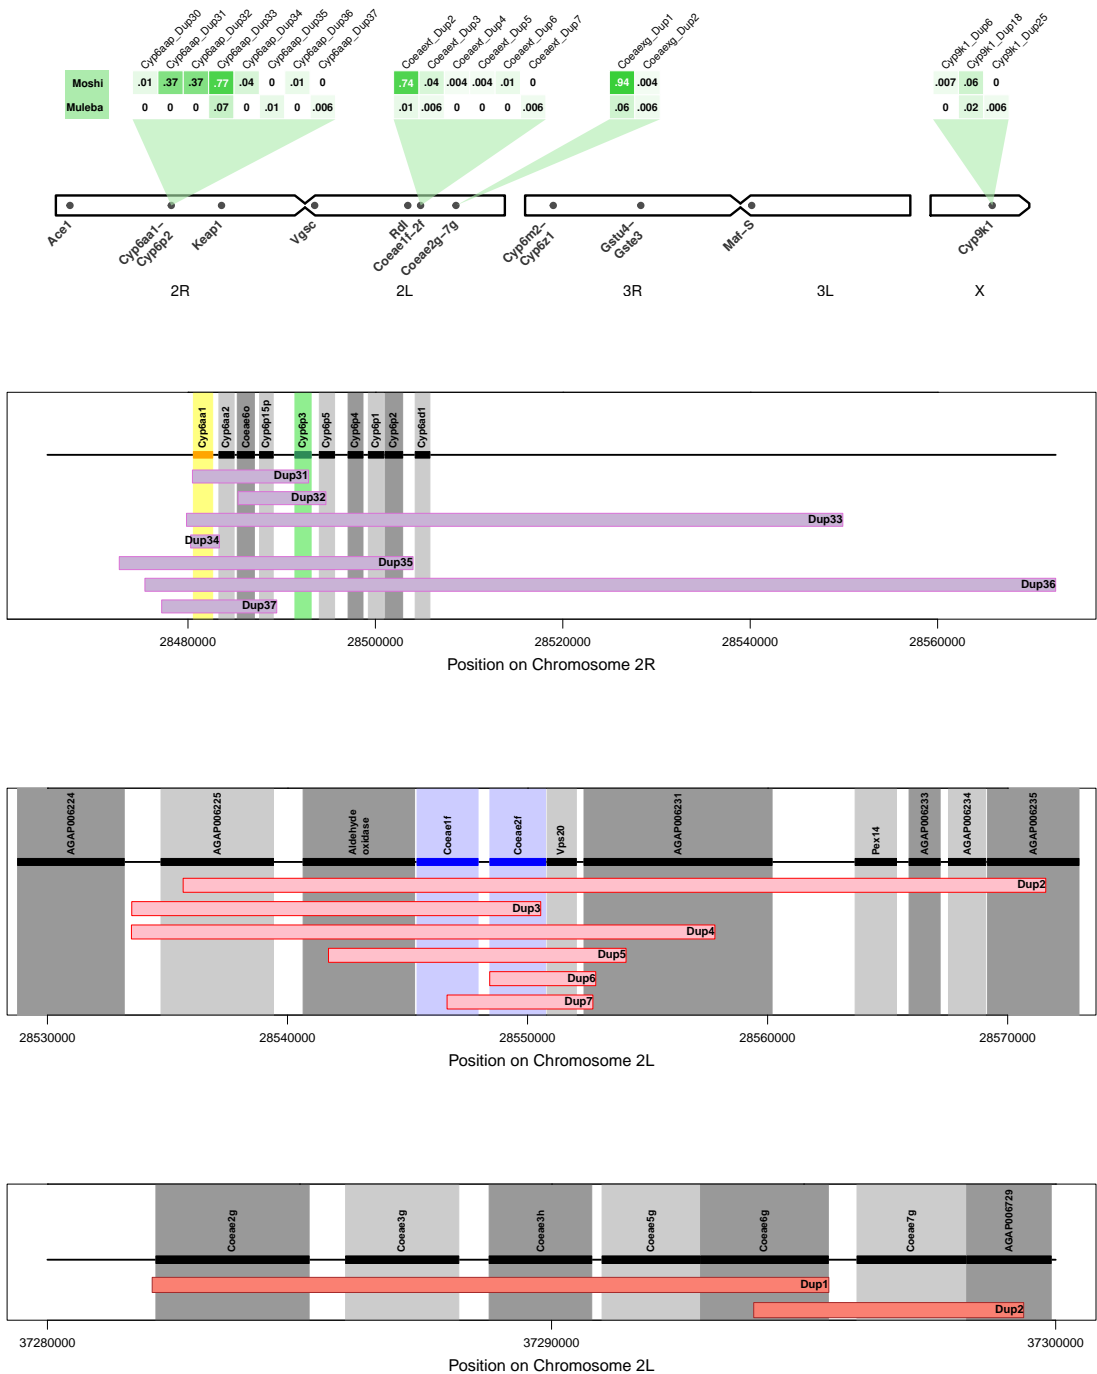 Cyp6aap_Dup30
Cyp6aap_Dup31
Cyp6aap_Dup32
Cyp6aap_Dup33
Cyp6aap_Dup34
Cyp6aap_Dup35
Cyp6aap_Dup36
Cyp6aap_Dup37
Coeaexf_Dup2
Coeaexf_Dup3
Coeaexf_Dup4
Coeaexf_Dup5
Coeaexf_Dup6
Coeaexf_Dup7
Coeaexg_Dup1
Coeaexg_Dup2
Cyp9k1_Dup6
Cyp9k1_Dup18
Cyp9k1_Dup25
Moshi .01 .37 .37 .77 .04 0 .01 0 .74 .04 .004 .004 .01 0 .94 .004 .007 .06 0
Muleba 0 0 0 .07 0 .01 0 .006 .01 .006 0 0 0 .006 .06 .006 0 .02 .006
Ace1
Cyp6aa1–
Cyp6p2
Keap1
Vgsc
Rdl
Coeae1f–2f
Coeae2g–7g
Cyp6m2–
Cyp6z1
Gstu4–
Gste3
Maf–S
Cyp9k1
2R 2L 3R 3L X
Cyp6aa1
Cyp6aa2
Coeae6o
Cyp6p15p
Cyp6p3
Cyp6p5
Cyp6p4
Cyp6p1
Cyp6p2
Cyp6ad1
Dup31
Dup32
Dup33
Dup34
Dup35
Dup36
Dup37
28480000 28500000 28520000 28540000 28560000
Position on Chromosome 2R
AGAP006224
AGAP006225
Aldehyde
oxidase
Coeae1f
Coeae2f
Vps20
AGAP006231
Pex14
AGAP006233
AGAP006234
AGAP006235
Dup2
Dup3
Dup4
Dup5
Dup6
Dup7
28530000 28540000 28550000 28560000 28570000
Position on Chromosome 2L
Coeae2g
Coeae3g
Coeae3h
Coeae5g
Coeae6g
Coeae7g
AGAP006729
Dup1
Dup2
37280000 37290000 37300000
Position on Chromosome 2L